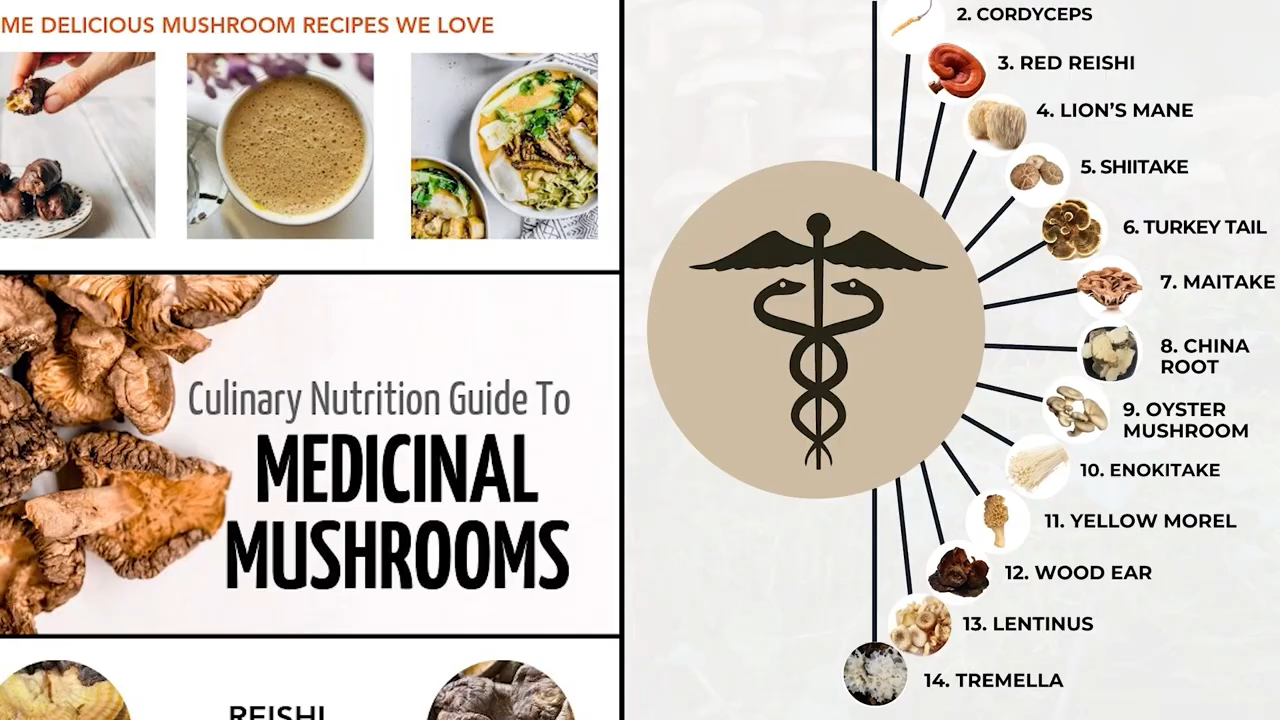 ME DELICIOUS MUSHROOM RECIPES WE LOVE
Culinary Nutrition Guide To
MEDICINAL
MUSHROOMS
REISHI
2. CORDYCEPS
3. RED REISHI
4. LION'S MANE
5. SHIITAKE
6. TURKEY TAIL
7. MAITAKE
8. CHINA
ROOT
9. OYSTER
MUSHROOM
10. ENOKITAKE
11. YELLOW MOREL
12. WOOD EAR
13. LENTINUS
14. TREMELLA